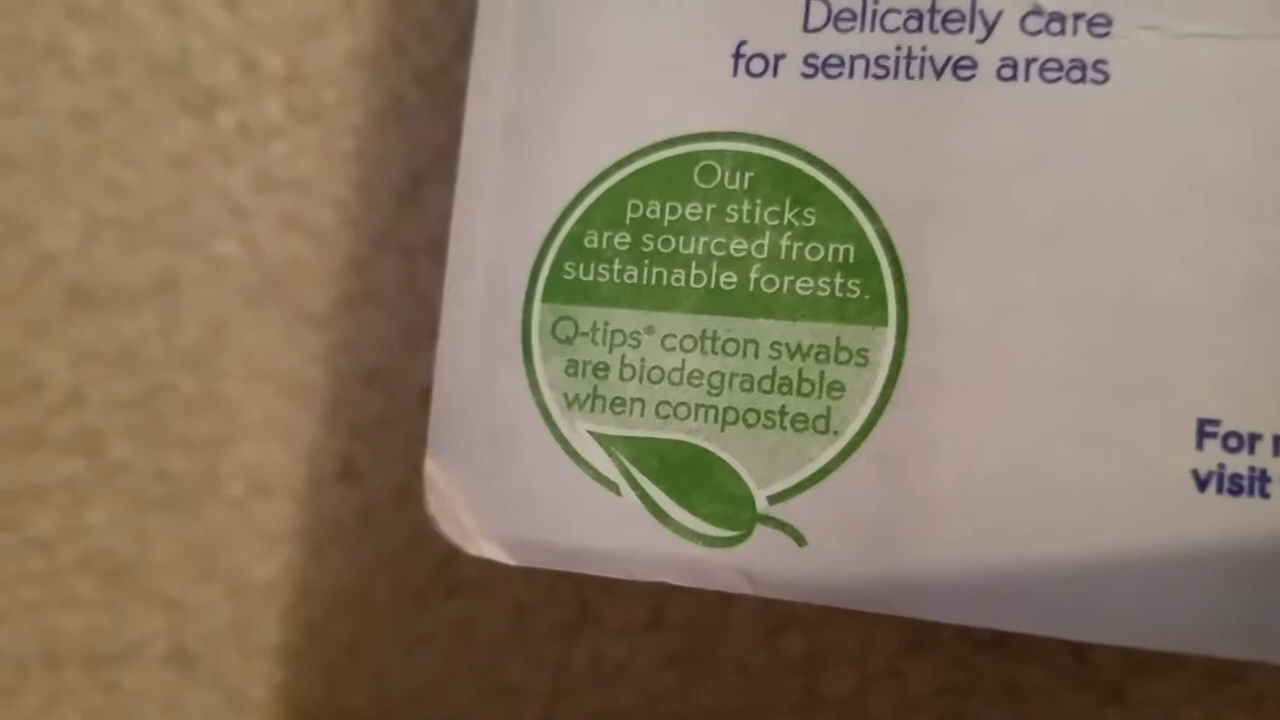 Delicately care
for sensitive areas
Our
paper sticks
are sourced from
sustainable forests.
Q-tips® cotton swabs
are biodegradable
when composted.
For
visit